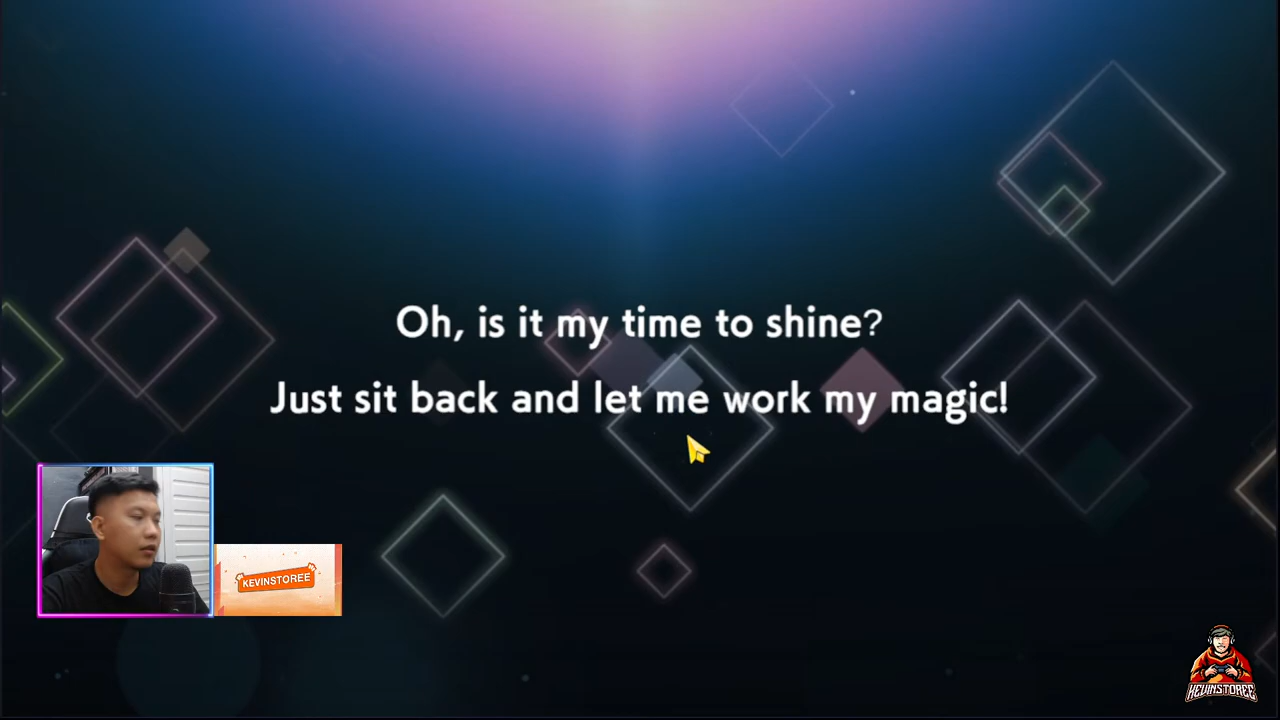 Oh, is it my time to shine?
Just sit back and let me work my magic!
KEVINSTOREE
KEVINSTOREE